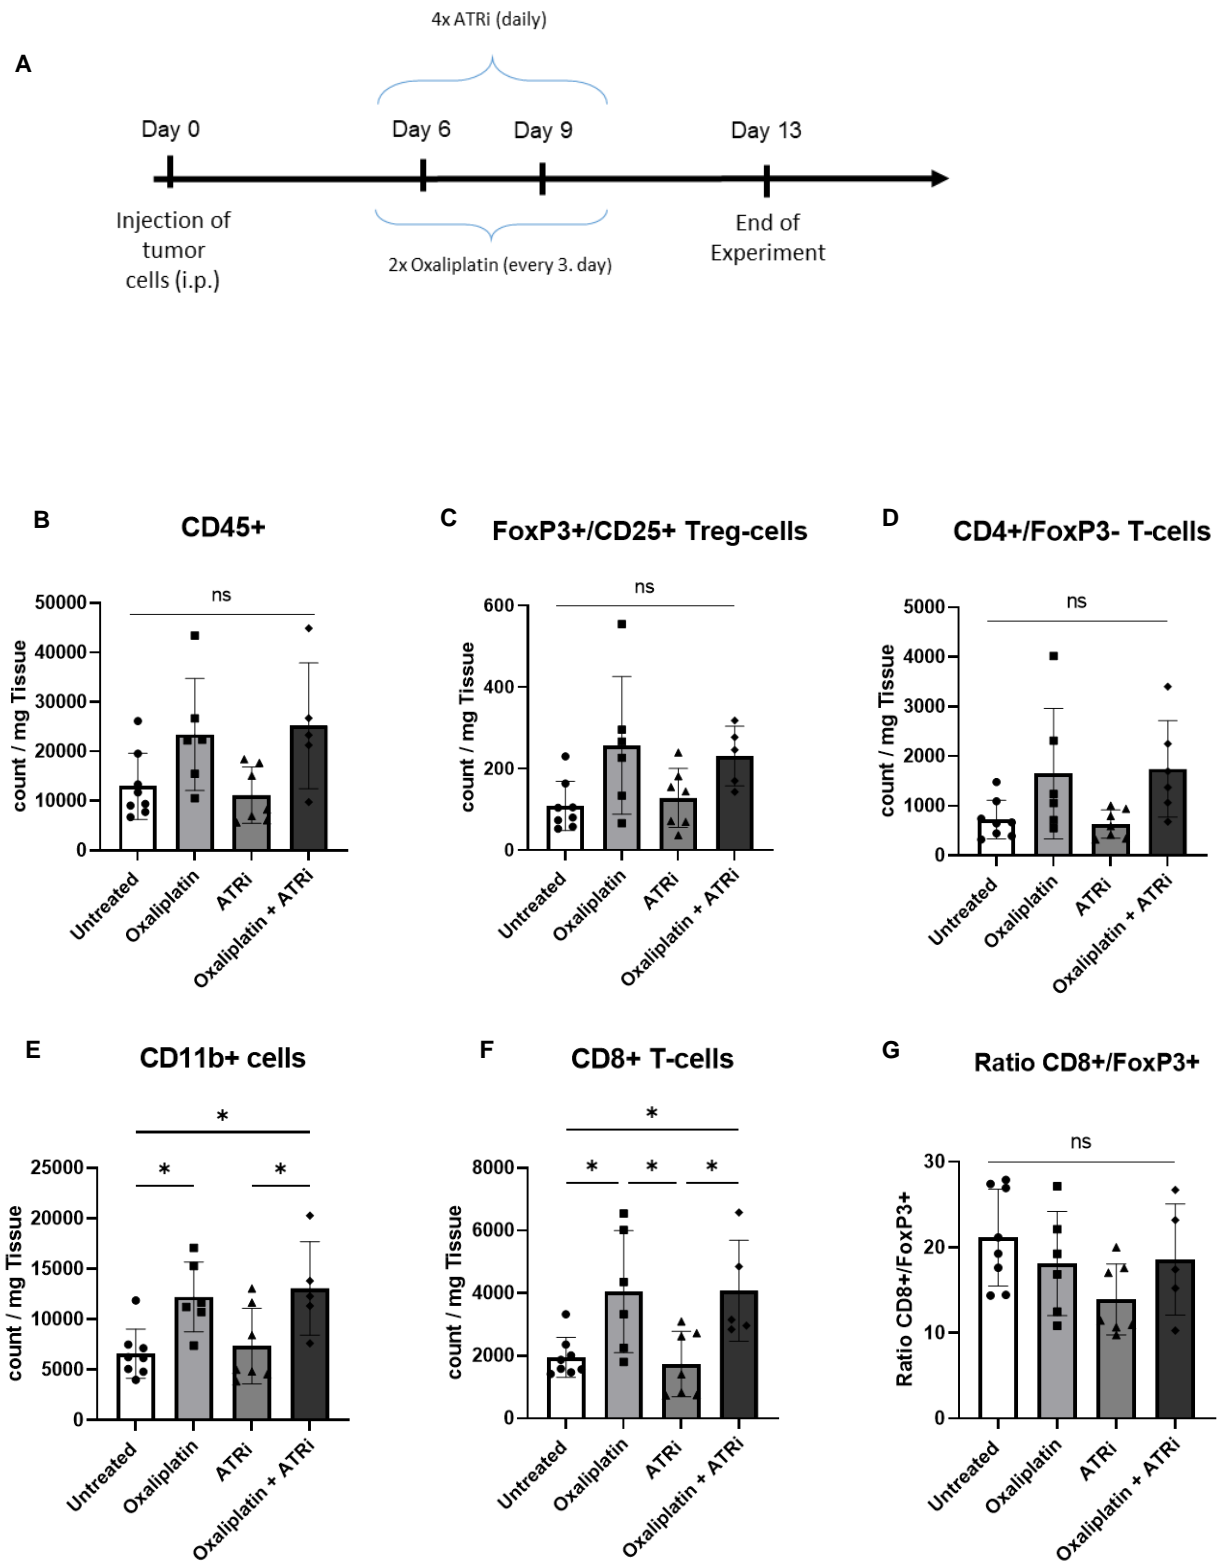 4x ATRi (daily)
A
Day 0
Day 6
Day 9
Day 13
Injection of
tumor
cells (i.p.)
2x Oxaliplatin (every 3. day)
End of
Experiment
B
CD45+
ns
count / mg Tissue
50000
40000
30000
20000
10000
0
Untreated
Oxaliplatin
ATRi
Oxaliplatin + ATRi
C
FoxP3+/CD25+ Treg-cells
ns
count / mg Tissue
600
400
200
0
Untreated
Oxaliplatin
ATRi
Oxaliplatin + ATRi
D
CD4+/FoxP3- T-cells
ns
count / mg Tissue
5000
4000
3000
2000
1000
0
Untreated
Oxaliplatin
ATRi
Oxaliplatin + ATRi
E
CD11b+ cells
*
* *
count / mg Tissue
25000
20000
15000
10000
5000
0
Untreated
Oxaliplatin
ATRi
Oxaliplatin + ATRi
F
CD8+ T-cells
*
* * *
count / mg Tissue
8000
6000
4000
2000
0
Untreated
Oxaliplatin
ATRi
Oxaliplatin + ATRi
G
Ratio CD8+/FoxP3+
ns
Ratio CD8+/FoxP3+
30
20
10
0
Untreated
Oxaliplatin
ATRi
Oxaliplatin + ATRi